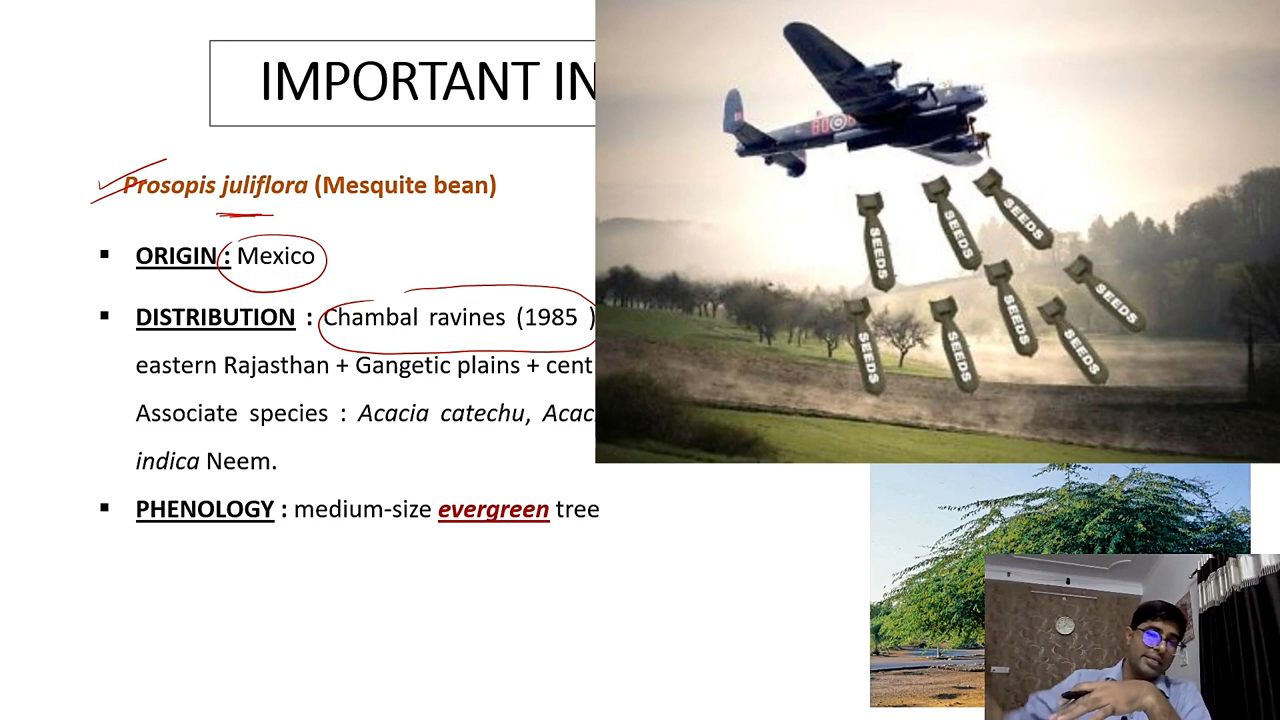 IMPORTANT IN
Prosopis juliflora (Mesquite bean)
▪ ORIGIN : Mexico
▪ DISTRIBUTION : Chambal ravines (1985 )
eastern Rajasthan + Gangetic plains + cent
Associate species : Acacia catechu, Acac
indica Neem.
▪ PHENOLOGY : medium-size evergreen tree
SEEDS
SEEDS
SEEDS
SEEDS
SEEDS
SEEDS
SEEDS
SEEDS